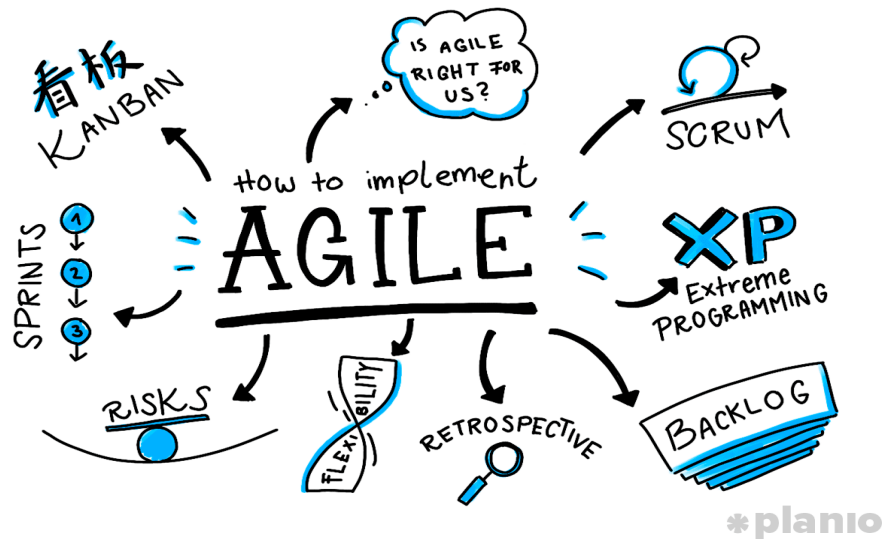 看板
KANBAN
IS AGILE
RIGHT FOR
US?
SCRUM
How to implement
AGILE
SPRINTS
1
2
3
XP
Extreme
PROGRAMMING
RISKS
FLEXIBILITY
RETROSPECTIVE
BACKLOG
planio